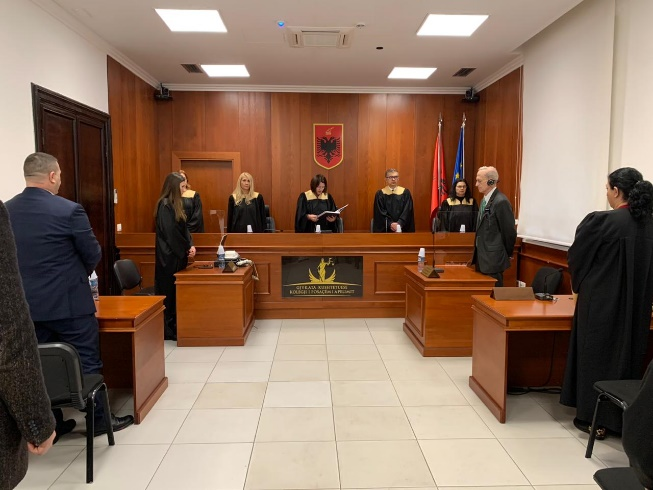 GJYKATA KUSHTETUESE
KOLEGJI I POSAÇËM I APELIMIT